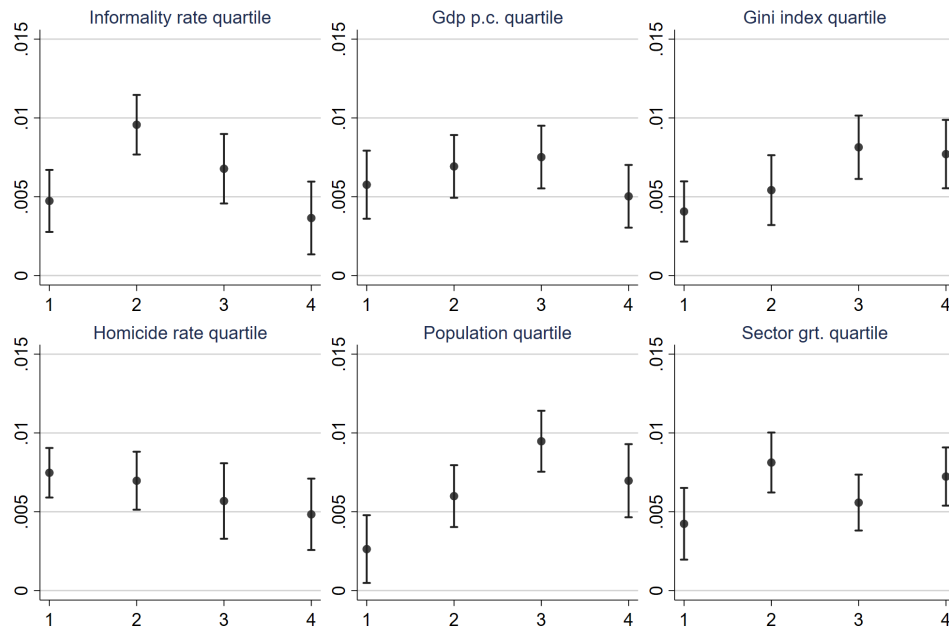 Informality rate quartile
.015
.01
.005
0
1 2 3 4
Gdp p.c. quartile
.015
.01
.005
0
1 2 3 4
Gini index quartile
.015
.01
.005
0
1 2 3 4
Homicide rate quartile
.015
.01
.005
0
1 2 3 4
Population quartile
.015
.01
.005
0
1 2 3 4
Sector grt. quartile
.015
.01
.005
0
1 2 3 4